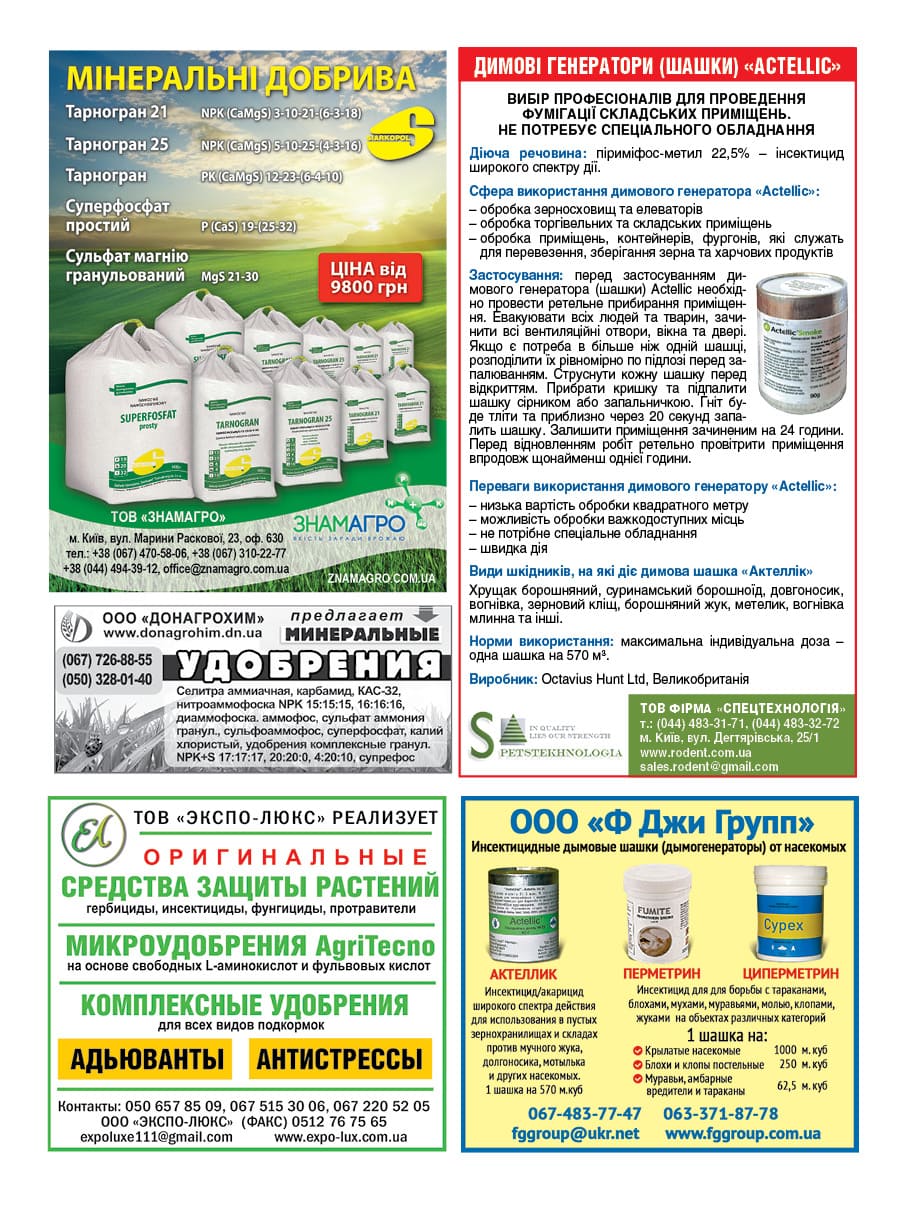 МІНЕРАЛЬНІ ДОБРИВА
Тарногран 21 NPK (CaMgS) 3-10-21-(6-3-18)
Тарногран 25 NPK (CaMgS) 5-10-25-(4-3-16)
Тарногран PK (CaMgS) 12-23-(6-4-10)
Суперфосфат
простий P (CaS) 19-(25-32)
Сульфат магнію
гранульований MgS 21-30
SIARKOPOL
ЦІНА від
9800 грн
TARNOGRAN 25
TARNOGRAN 21
SUPERFOSFAT
prosty
TARNOGRAN
TARNOGRAN 25
TARNOGRAN 21
ТОВ «ЗНАМАГРО»
ЗНАМАГРО
ЯКІСТЬ ЗАРАДИ ВРОЖАЮ
м. Київ, вул. Марини Раскової, 23, оф. 630
тел.: +38 (067) 470-58-06, +38 (067) 310-22-77
+38 (044) 494-39-12, office@znamagro.com.ua
ZNAMAGRO.COM.UA
ООО «ДОНАГРОХИМ»
www.donagrohim.dn.ua
предлагает
МИНЕРАЛЬНЫЕ
УДОБРЕНИЯ
(067) 726-88-55
(050) 328-01-40
Селитра аммиачная, карбамид, КАС-32,
нитроаммофоска NPK 15:15:15, 16:16:16,
диаммофоска. аммофос, сульфат аммония
гранул., сульфоаммофос, суперфосфат, калий
хлористый, удобрения комплексные гранул.
NPK+S 17:17:17, 20:20:0, 4:20:10, супрефос
ДИМОВІ ГЕНЕРАТОРИ (ШАШКИ) «ACTELLIC»
ВИБІР ПРОФЕСІОНАЛІВ ДЛЯ ПРОВЕДЕННЯ
ФУМІГАЦІЇ СКЛАДСЬКИХ ПРИМІЩЕНЬ.
НЕ ПОТРЕБУЄ СПЕЦІАЛЬНОГО ОБЛАДНАННЯ
Діюча речовина: піриміфос-метил 22,5% – інсектицид
широкого спектру дії.
Сфера використання димового генератора «Actellic»:
– обробка зерносховищ та елеваторів
– обробка торгівельних та складських приміщень
– обробка приміщень, контейнерів, фургонів, які служать
для перевезення, зберігання зерна та харчових продуктів
Застосування: перед застосуванням ди-
мового генератора (шашки) Actellic необхід-
но провести ретельне прибирання приміщен-
ня. Евакуювати всіх людей та тварин, зачи-
нити всі вентиляційні отвори, вікна та двері.
Якщо є потреба в більше ніж одній шашці,
розподілити їх рівномірно по підлозі перед за-
палюванням. Струснути кожну шашку перед
відкриттям. Прибрати кришку та підпалити
шашку сірником або запальничкою. Гніт бу-
де тліти та приблизно через 20 секунд запа-
лить шашку. Залишити приміщення зачиненим на 24 години.
Перед відновленням робіт ретельно провітрити приміщення
впродовж щонайменш однієї години.
Actellic Smoke
90g
Переваги використання димового генератору «Actellic»:
– низька вартість обробки квадратного метру
– можливість обробки важкодоступних місць
– не потрібне спеціальне обладнання
– швидка дія
Види шкідників, на які діє димова шашка «Актеллік»
Хрущак борошняний, суринамський борошноїд, довгоносик,
вогнівка, зерновий кліщ, борошняний жук, метелик, вогнівка
млинна та інші.
Норми використання: максимальна індивідуальна доза –
одна шашка на 570 м³.
Виробник: Octavius Hunt Ltd, Великобританія
IN QUALITY
LIES OUR STRENGTH
SPETSTEKHNOLOGIA
ТОВ ФІРМА «СПЕЦТЕХНОЛОГІЯ»
т.: (044) 483-31-71, (044) 483-32-72
м. Київ, вул. Дегтярівська, 25/1
www.rodent.com.ua
sales.rodent@gmail.com
ТОВ «ЭКСПО-ЛЮКС» РЕАЛИЗУЕТ
ОРИГИНАЛЬНЫЕ
СРЕДСТВА ЗАЩИТЫ РАСТЕНИЙ
гербициды, инсектициды, фунгициды, протравители
МИКРОУДОБРЕНИЯ AgriTecno
на основе свободных L-аминокислот и фульвовых кислот
КОМПЛЕКСНЫЕ УДОБРЕНИЯ
для всех видов подкормок
АДЬЮВАНТЫ АНТИСТРЕССЫ
Контакты: 050 657 85 09, 067 515 30 06, 067 220 52 05
ООО «ЭКСПО-ЛЮКС» (ФАКС) 0512 76 75 65
expoluxe111@gmail.com www.expo-lux.com.ua
ООО «Ф Джи Групп»
Инсектицидные дымовые шашки (дымогенераторы) от насекомых
Actellic
FUMITE
Cypex
АКТЕЛЛИК
Инсектицид/акарицид
широкого спектра действия
для использования в пустых
зернохранилищах и складах
против мучного жука,
долгоносика, мотылька
и других насекомых.
1 шашка на 570 м.куб
ПЕРМЕТРИН ЦИПЕРМЕТРИН
Инсектицид для для борьбы с тараканами,
блохами, мухами, муравьями, молью, клопами,
жуками на объектах различных категорий
1 шашка на:
Крылатые насекомые 1000 м.куб
Блохи и клопы постельные 250 м.куб
Муравьи, амбарные
вредители и тараканы 62,5 м.куб
067-483-77-47 063-371-87-78
fggroup@ukr.net www.fggroup.com.ua